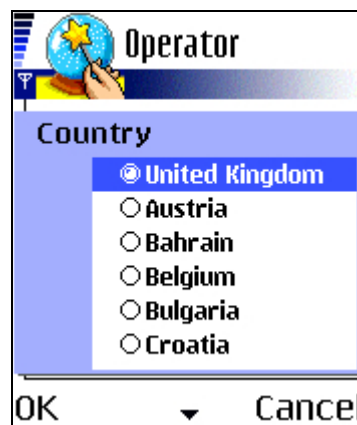 Operator
Country
United Kingdom
Austria
Bahrain
Belgium
Bulgaria
Croatia
OK Cancel